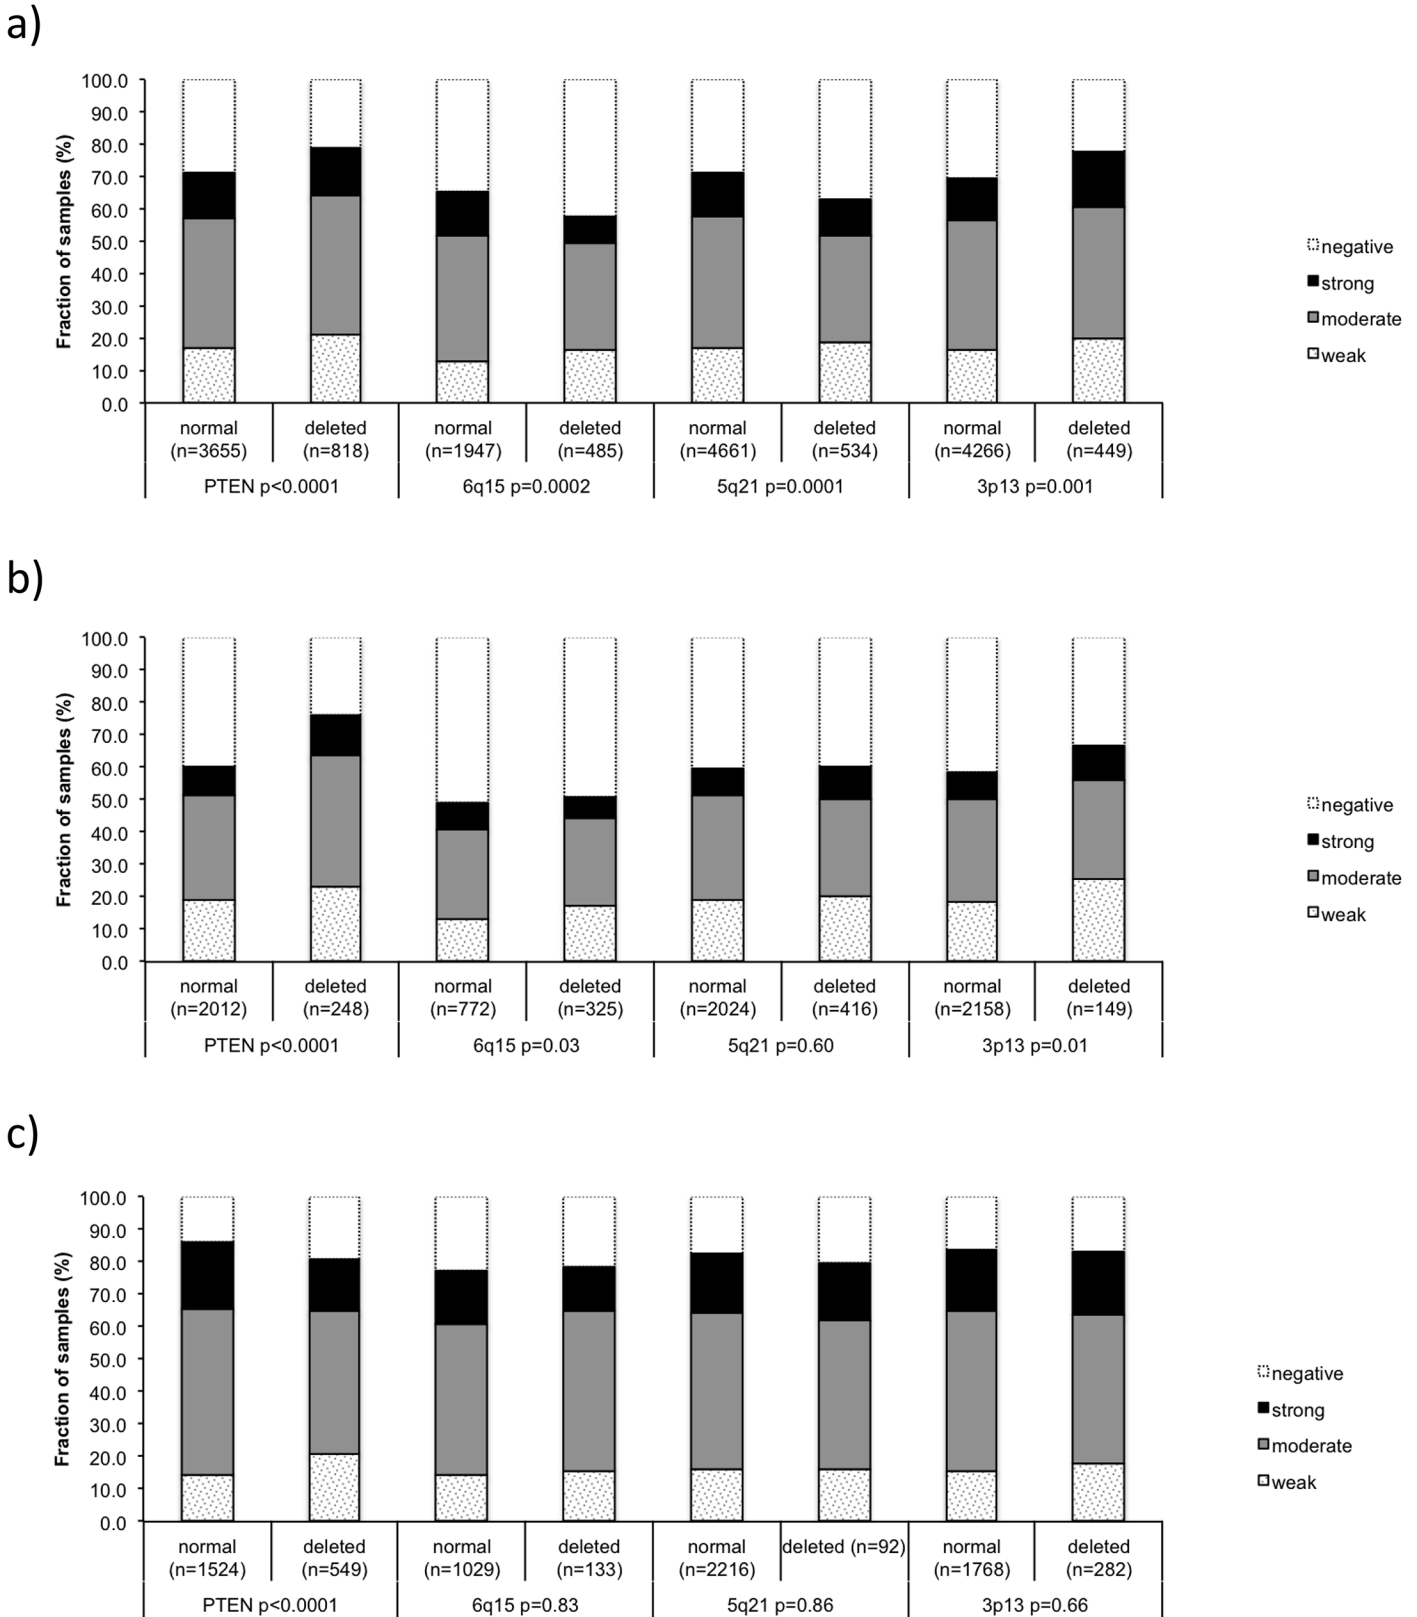 a)
100.0
90.0
80.0
70.0
60.0
50.0
40.0
30.0
20.0
10.0
0.0
Fraction of samples (%)
negative
strong
moderate
weak
normal deleted normal deleted normal deleted normal deleted
(n=3655) (n=818) (n=1947) (n=485) (n=4661) (n=534) (n=4266) (n=449)
PTEN p<0.0001 6q15 p=0.0002 5q21 p=0.0001 3p13 p=0.001
b)
100.0
90.0
80.0
70.0
60.0
50.0
40.0
30.0
20.0
10.0
0.0
Fraction of samples (%)
negative
strong
moderate
weak
normal deleted normal deleted normal deleted normal deleted
(n=2012) (n=248) (n=772) (n=325) (n=2024) (n=416) (n=2158) (n=149)
PTEN p<0.0001 6q15 p=0.03 5q21 p=0.60 3p13 p=0.01
c)
100.0
90.0
80.0
70.0
60.0
50.0
40.0
30.0
20.0
10.0
0.0
Fraction of samples (%)
negative
strong
moderate
weak
normal deleted normal deleted normal deleted (n=92) normal deleted
(n=1524) (n=549) (n=1029) (n=133) (n=2216) (n=1768) (n=282)
PTEN p<0.0001 6q15 p=0.83 5q21 p=0.86 3p13 p=0.66